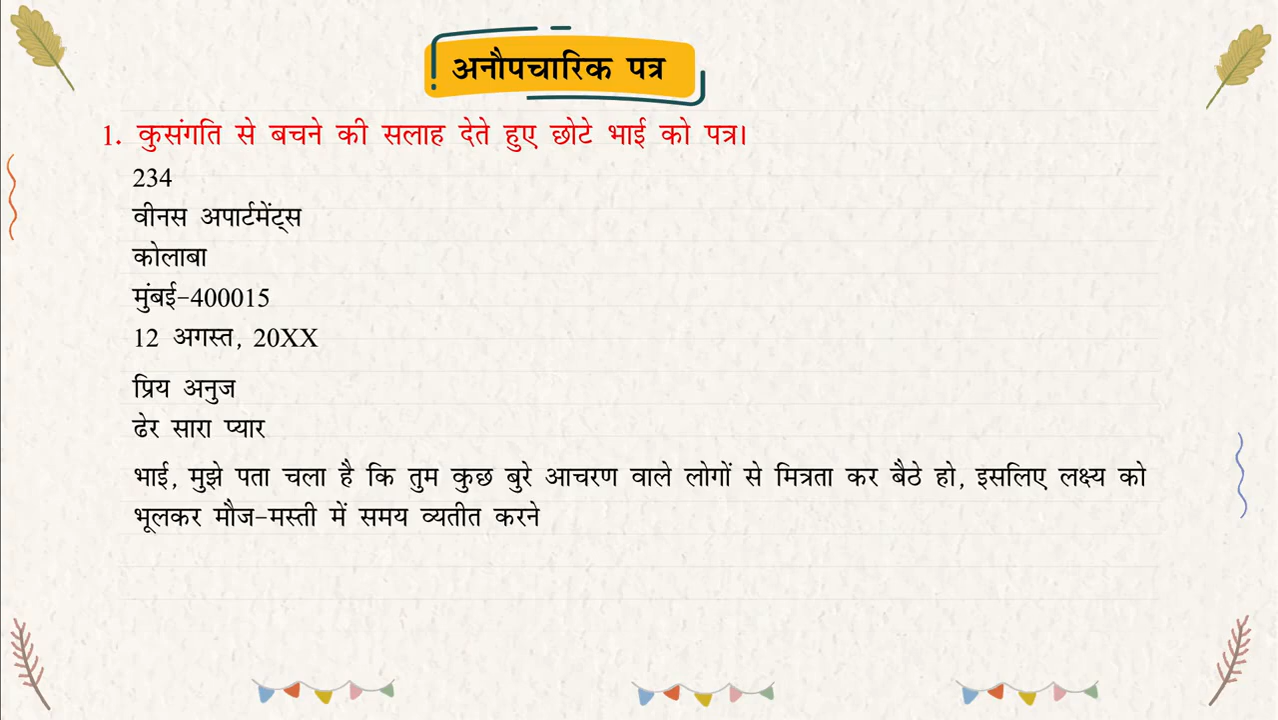 अनौपचारिक पत्र
1. कुसंगति से बचने की सलाह देते हुए छोटे भाई को पत्र।
234
वीनस अपार्टमेंट्स
कोलाबा
मुंबई-400015
12 अगस्त, 20XX
प्रिय अनुज
ढेर सारा प्यार
भाई, मुझे पता चला है कि तुम कुछ बुरे आचरण वाले लोगों से मित्रता कर बैठे हो, इसलिए लक्ष्य को
भूलकर मौज-मस्ती में समय व्यतीत करने